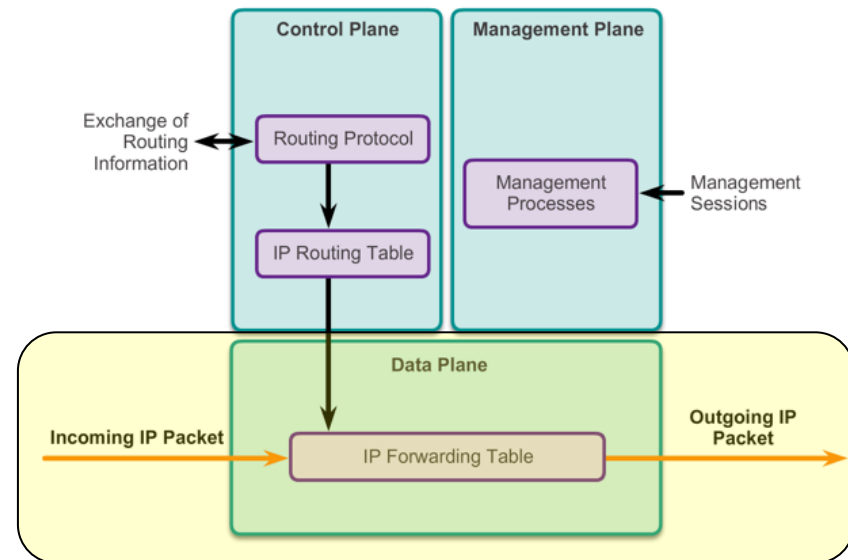 Control Plane
Management Plane
Exchange of
Routing
Information
Routing Protocol
Management
Processes
Management
Sessions
IP Routing Table
Data Plane
Incoming IP Packet
IP Forwarding Table
Outgoing IP
Packet